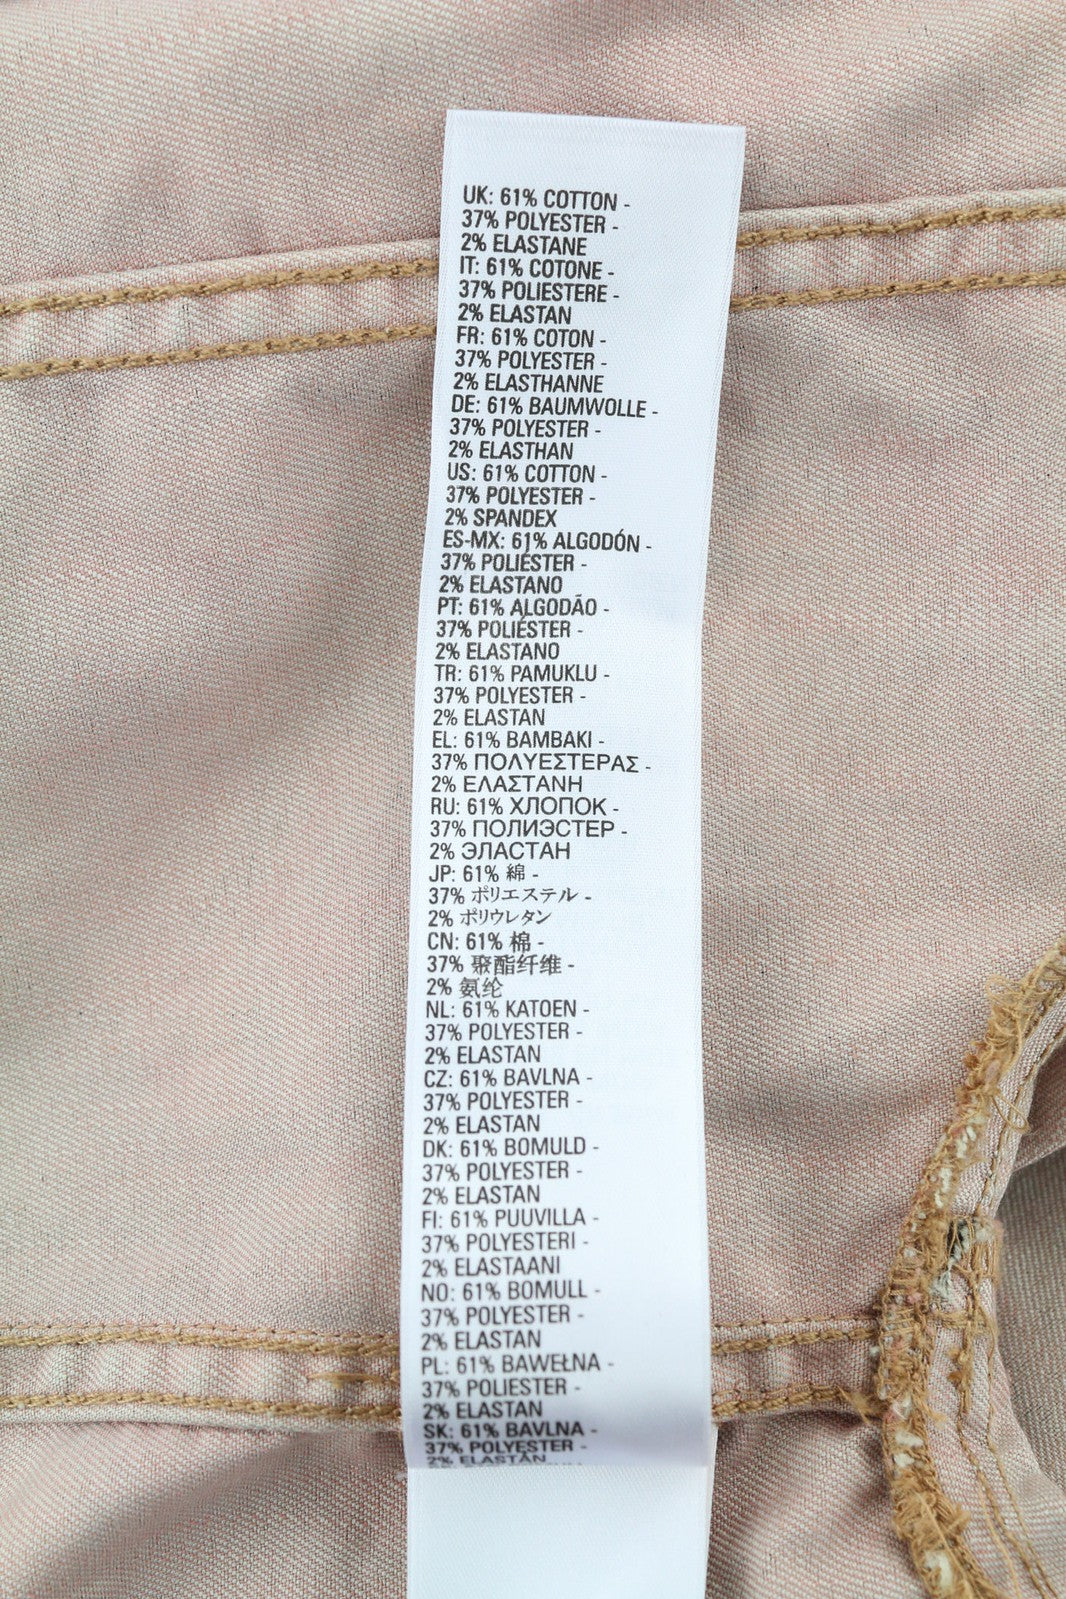 UK: 61% COTTON -
37% POLYESTER -
2% ELASTANE
IT: 61% COTONE -
37% POLIESTERE -
2% ELASTAN
FR: 61% COTON -
37% POLYESTER -
2% ELASTHANNE
DE: 61% BAUMWOLLE -
37% POLYESTER -
2% ELASTHAN
US: 61% COTTON -
37% POLYESTER -
2% SPANDEX
ES-MX: 61% ALGODÓN -
37% POLIÉSTER -
2% ELASTANO
PT: 61% ALGODÃO -
37% POLIÉSTER -
2% ELASTANO
TR: 61% PAMUKLU -
37% POLYESTER -
2% ELASTAN
EL: 61% BAMBAKI -
37% ΠΟΛΥΕΣΤΕΡΑΣ -
2% ΕΛΑΣΤΑΝΗ
RU: 61% ХЛОПОК -
37% ПОЛИЭСТЕР -
2% ЭЛАСТАН
JP: 61% 綿 -
37% ポリエステル -
2% ポリウレタン
CN: 61% 棉 -
37% 聚酯纤维 -
2% 氨纶
NL: 61% KATOEN -
37% POLYESTER -
2% ELASTAN
CZ: 61% BAVLNA -
37% POLYESTER -
2% ELASTAN
DK: 61% BOMULD -
37% POLYESTER -
2% ELASTAN
FI: 61% PUUVILLA -
37% POLYESTERI -
2% ELASTAANI
NO: 61% BOMULL -
37% POLYESTER -
2% ELASTAN
PL: 61% BAWEŁNA -
37% POLIESTER -
2% ELASTAN
SK: 61% BAVLNA -
37% POLYESTER -
2% ELASTAN